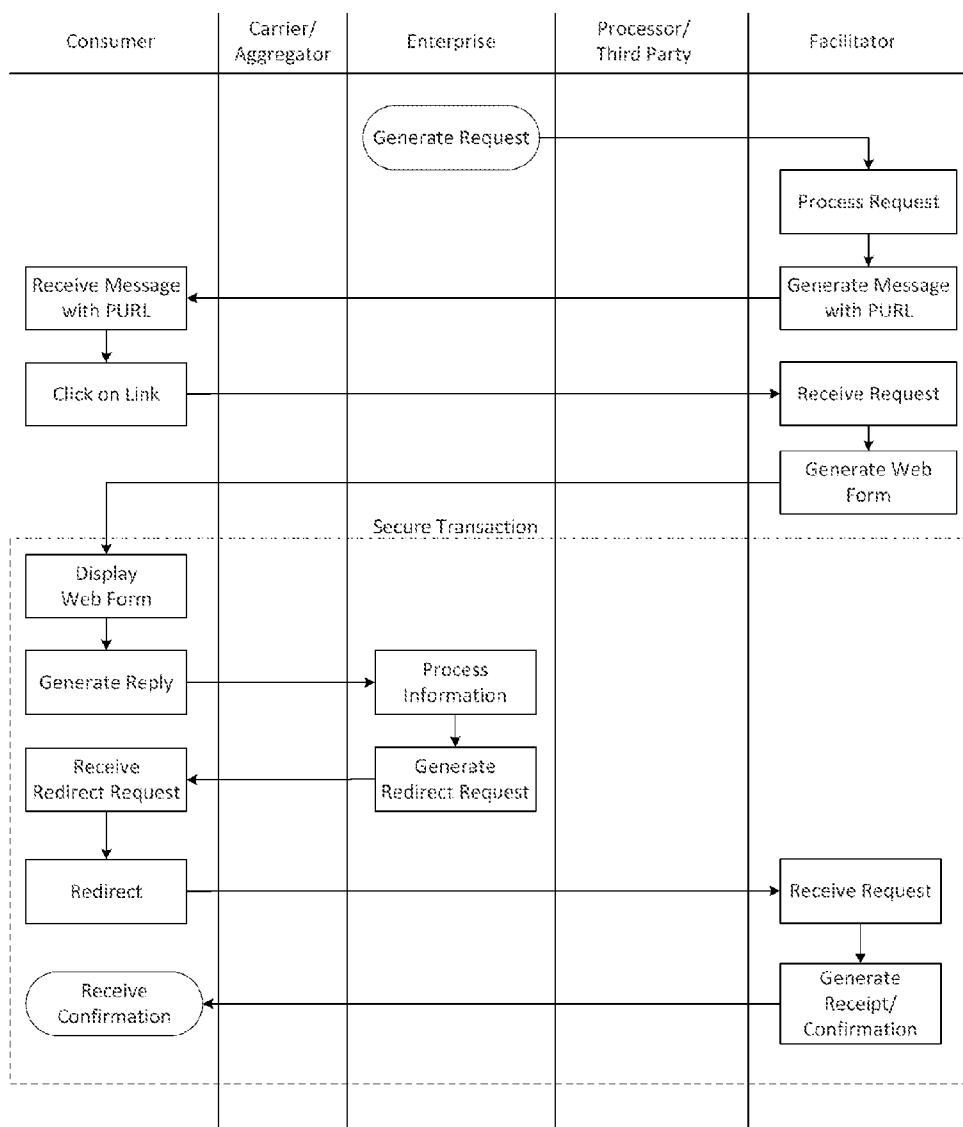 Consumer
Carrier/
Aggregator
Enterprise
Processor/
Third Party
Facilitator
Generate Request
Process Request
Receive Message
with PURL
Generate Message
with PURL
Click on Link
Receive Request
Generate Web
Form
Secure Transaction
Display
Web Form
Generate Reply
Process
Information
Receive
Redirect Request
Generate
Redirect Request
Redirect
Receive Request
Receive
Confirmation
Generate
Receipt/
Confirmation